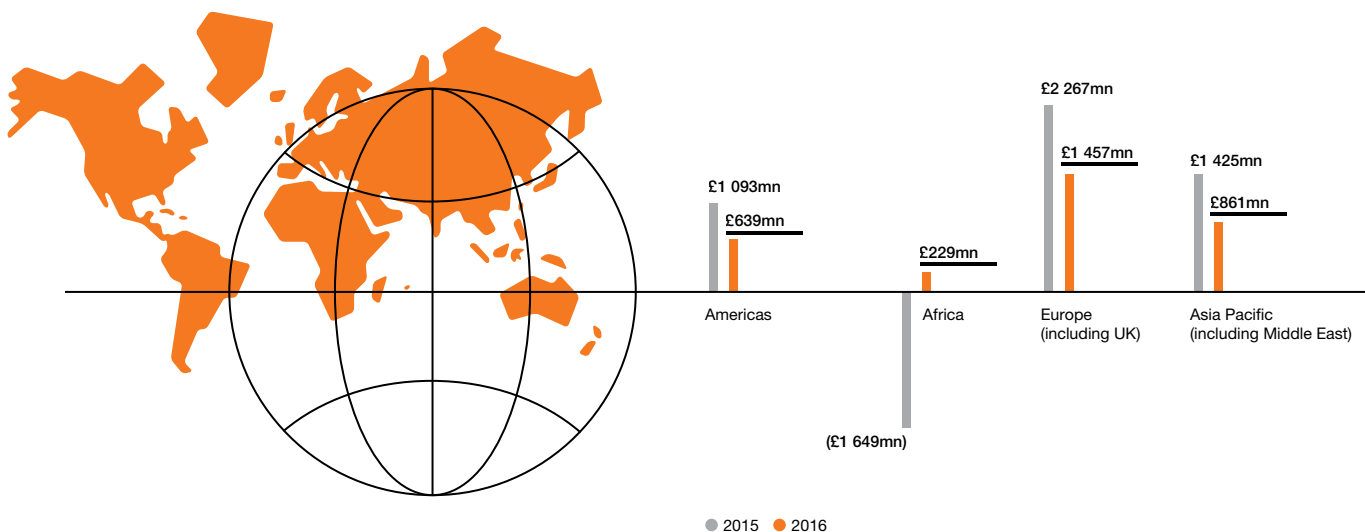 £2 267mn
£1 457mn
£1 425mn
£1 093mn
£861mn
£639mn
£229mn
Americas
Africa
Europe
(including UK)
Asia Pacific
(including Middle East)
(£1 649mn)
2015 2016